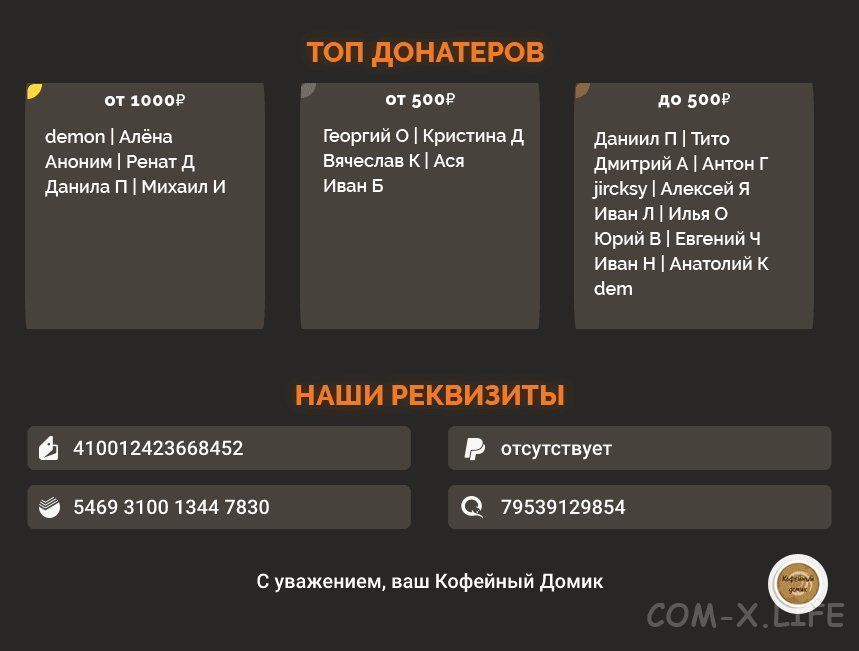 ТОП ДОНАТЕРОВ
от 1000₽
demon | Алёна
Аноним | Ренат Д
Данила П | Михаил И
от 500₽
Георгий О | Кристина Д
Вячеслав К | Ася
Иван Б
до 500₽
Даниил П | Тито
Дмитрий А | Антон Г
jircksy | Алексей Я
Иван Л | Илья О
Юрий В | Евгений Ч
Иван Н | Анатолий К
dem
НАШИ РЕКВИЗИТЫ
410012423668452
отсутствует
5469 3100 1344 7830
79539129854
С уважением, ваш Кофейный Домик
Кофейный
домик
COM-X.LIFE